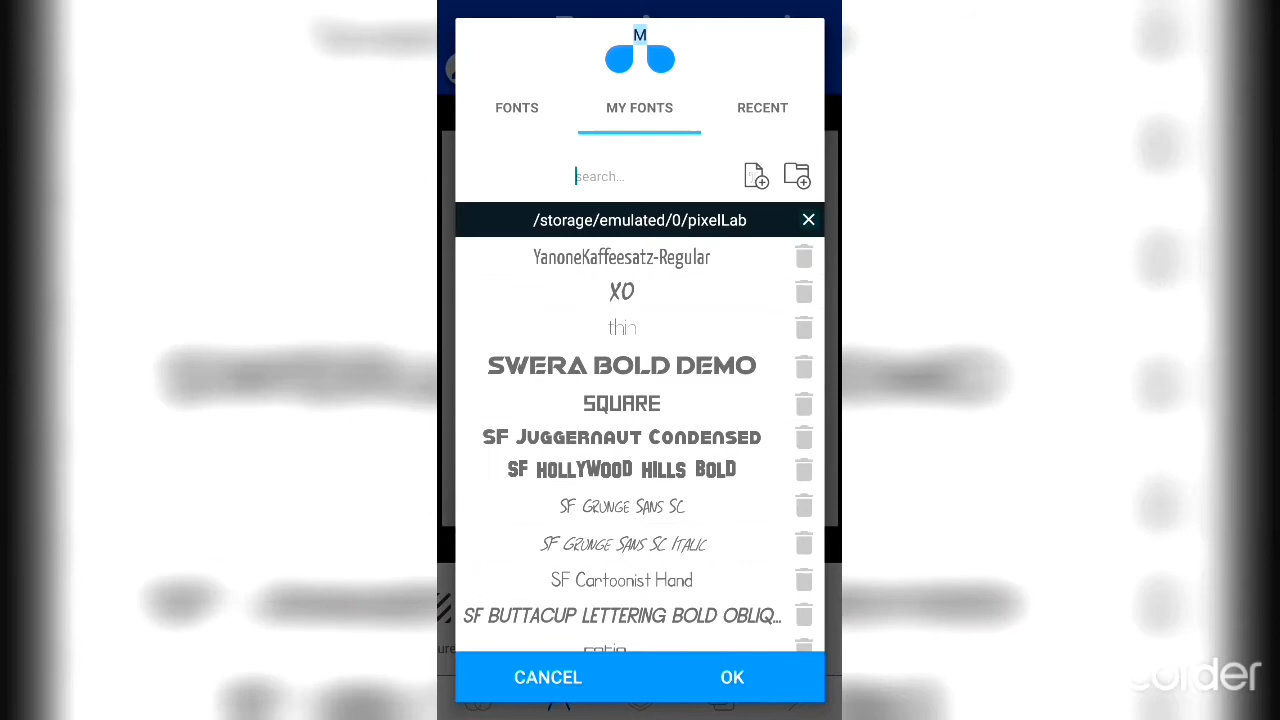 M
FONTS
MY FONTS
RECENT
search...
/storage/emulated/0/pixelLab
YanoneKaffeesatz-Regular
XO
thin
SWERA BOLD DEMO
SQUARE
SF Juggernaut Condensed
SF HOLLYWOOD HILLS BOLD
SF Grunge Sans SC
SF Grunge Sans SC Italic
SF Cartoonist Hand
SF BUTTACUP LETTERING BOLD OBLIQ...
CANCEL
OK